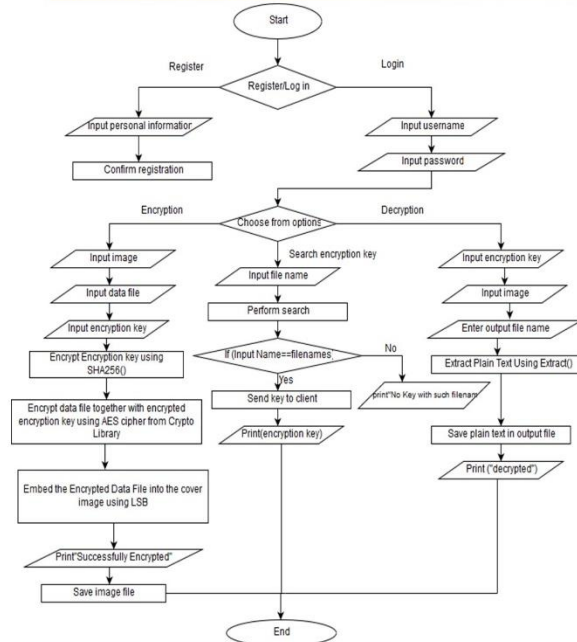 Start
Register
Login
Register/Log in
Input personal information
Confirm registration
Input username
Input password
Encryption
Choose from options
Decryption
Input image
Input data file
Input encryption key
Encrypt Encryption key using
SHA256()
Encrypt data file together with encrypted
encryption key using AES cipher from Crypto
Library
Embed the Encrypted Data File into the cover
image using LSB
Print"Successfully Encrypted"
Save image file
Search encryption key
Input file name
Perform search
If (Input Name==filenames
No
Yes
print"No Key with such filenam
Send key to client
Print(encryption key)
Input encryption key
Input image
Enter output file name
Extract Plain Text Using Extract()
Save plain text in output file
Print ("decrypted")
End